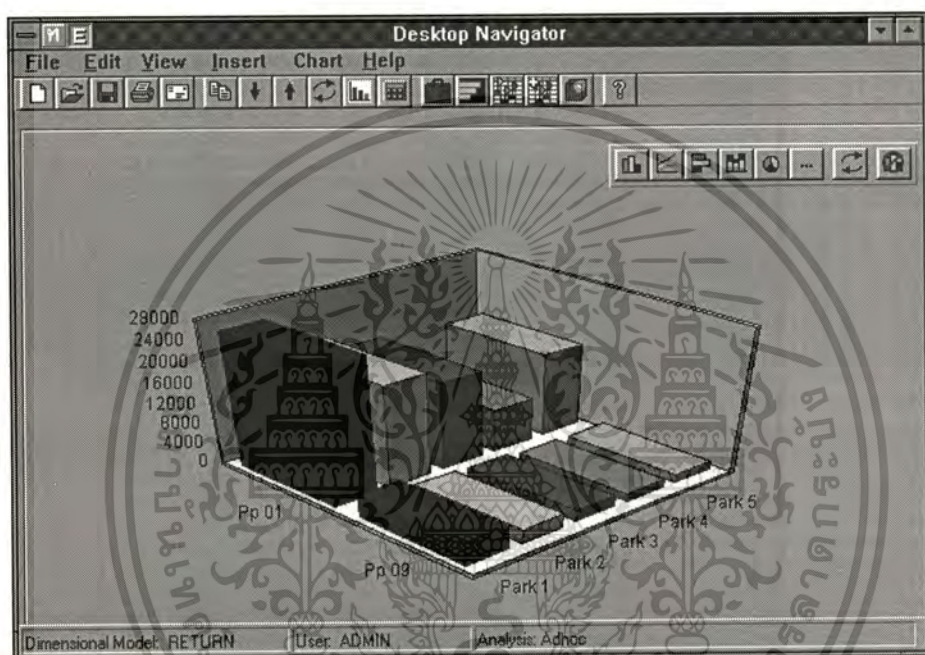 ท E Desktop Navigator
File Edit View Insert Chart Help
28000
24000
20000
16000
12000
8000
4000
0
Pp 01
Pp 09
Park 1
Park 2
Park 3
Park 4
Park 5
Dimensional Model: RETURN User: ADMIN Analysis: Adhoc